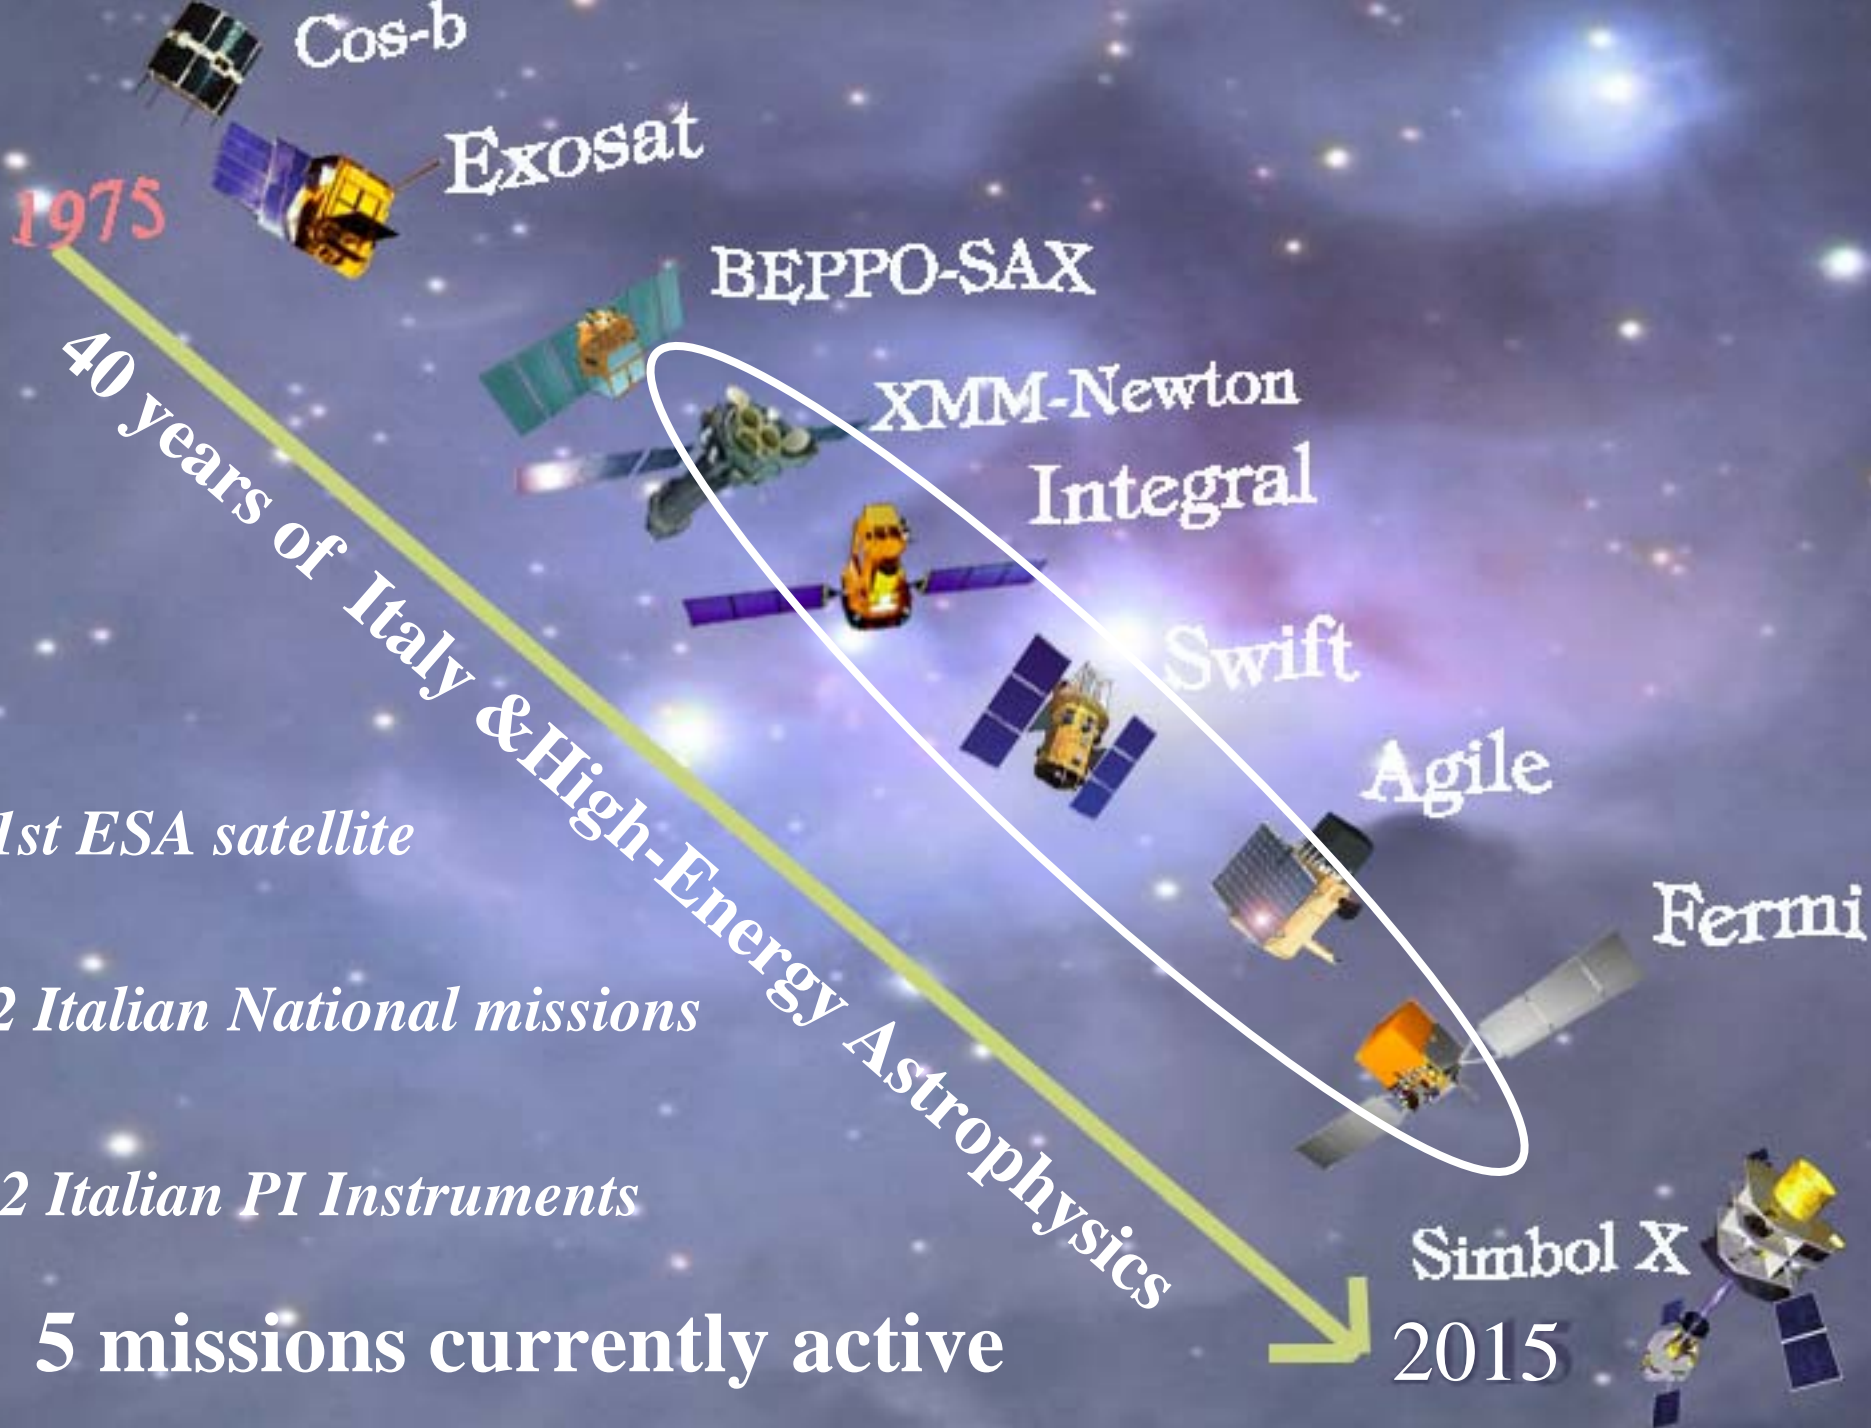 Cos-b
Exosat
1975
BEPPO-SAX
XMM-Newton
Integral
Swift
Agile
Fermi
40 years of Italy &High-Energy Astrophysics
1st ESA satellite
2 Italian National missions
2 Italian PI Instruments
Simbol X
5 missions currently active
2015